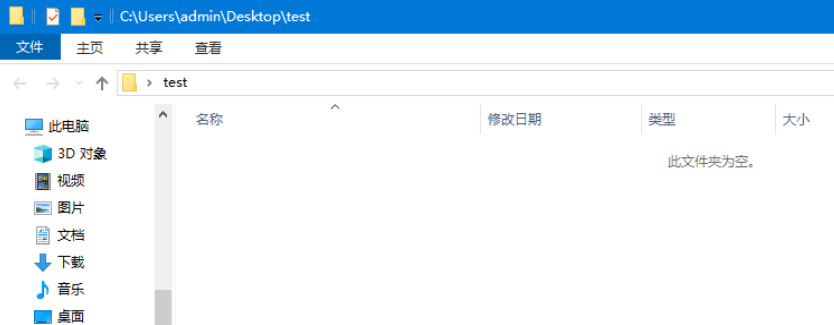 C:\Users\admin\Desktop\test
文件 主页 共享 查看
test
名称 修改日期 类型 大小
此文件夹为空。
此电脑
3D 对象
视频
图片
文档
下载
音乐
桌面